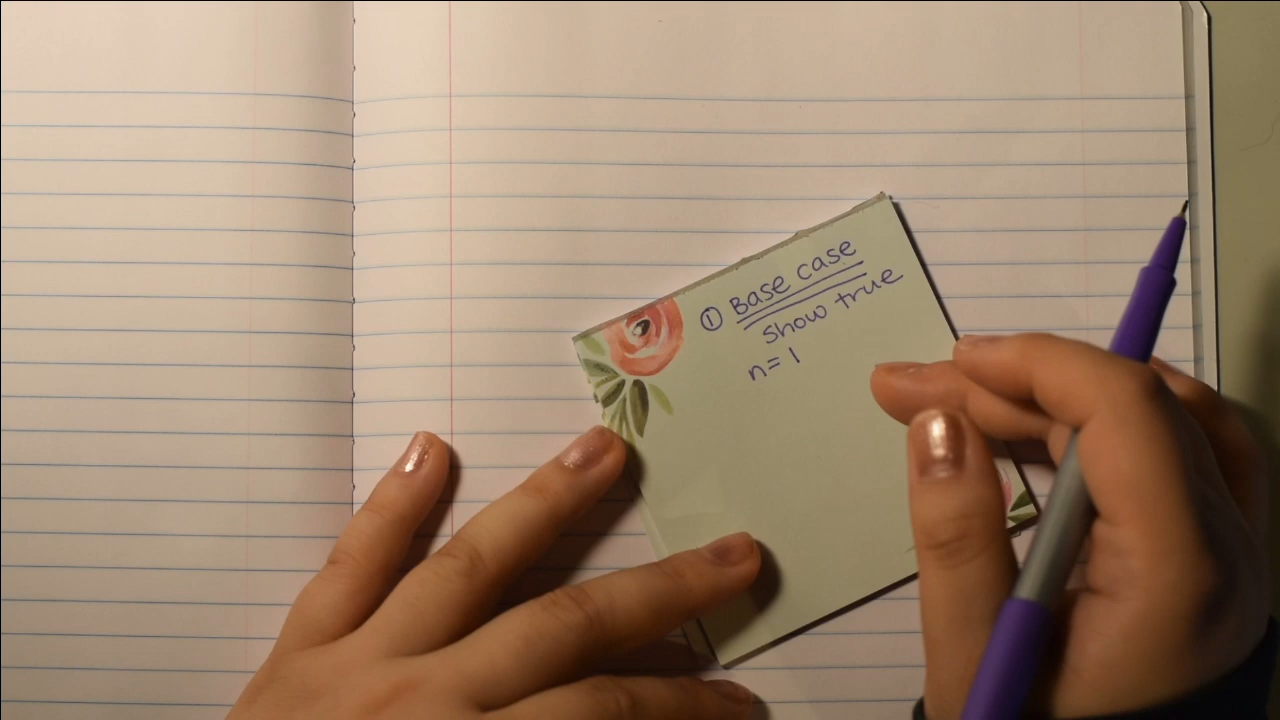 ① Base case
show true
n = 1